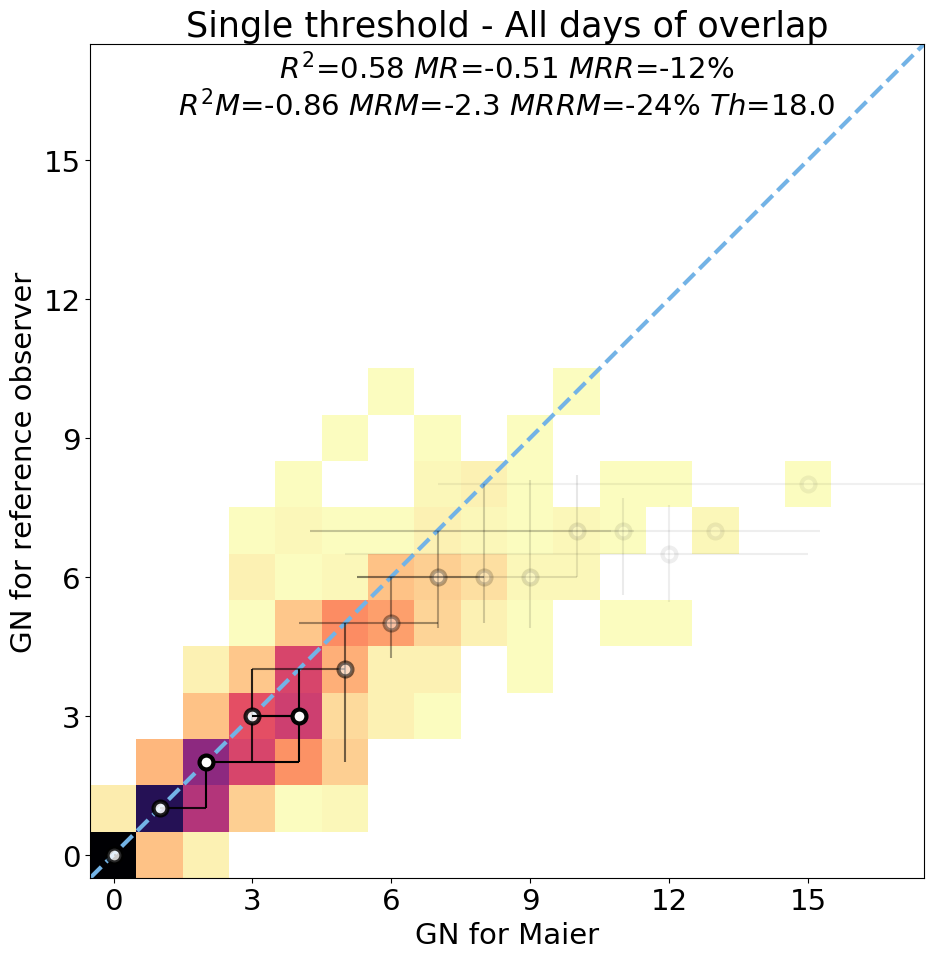 Single threshold - All days of overlap
R²=0.58 MR=-0.51 MRR=-12%
R²M=-0.86 MRM=-2.3 MRRM=-24% Th=18.0
15
12
9
6
3
0
GN for reference observer
0 3 6 9 12 15
GN for Maier